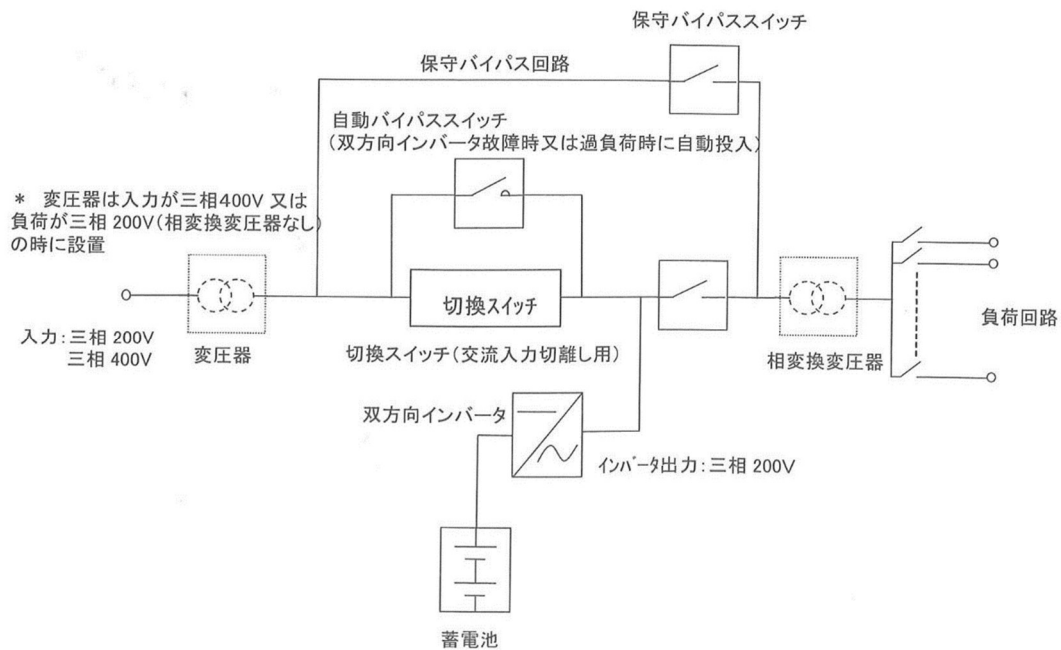 保守バイパススイッチ
保守バイパス回路
自動バイパススイッチ
(双方向インバータ故障時又は過負荷時に自動投入)
* 変圧器は入力が三相400V 又は
負荷が三相 200V(相変換変圧器なし)
の時に設置
切換スイッチ
入力:三相 200V
三相 400V
変圧器
切換スイッチ(交流入力切離し用)
相変換変圧器
負荷回路
双方向インバータ
インバータ出力:三相 200V
蓄電池